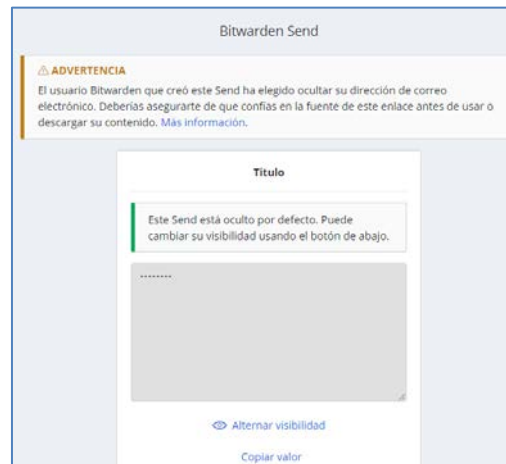 Bitwarden Send
⚠ ADVERTENCIA
El usuario Bitwarden que creó este Send ha elegido ocultar su dirección de correo
electrónico. Deberías asegurarte de que confías en la fuente de este enlace antes de usar o
descargar su contenido. Más información.
Titulo
Este Send está oculto por defecto. Puede
cambiar su visibilidad usando el botón de abajo.
--------
Alternar visibilidad
Copiar valor